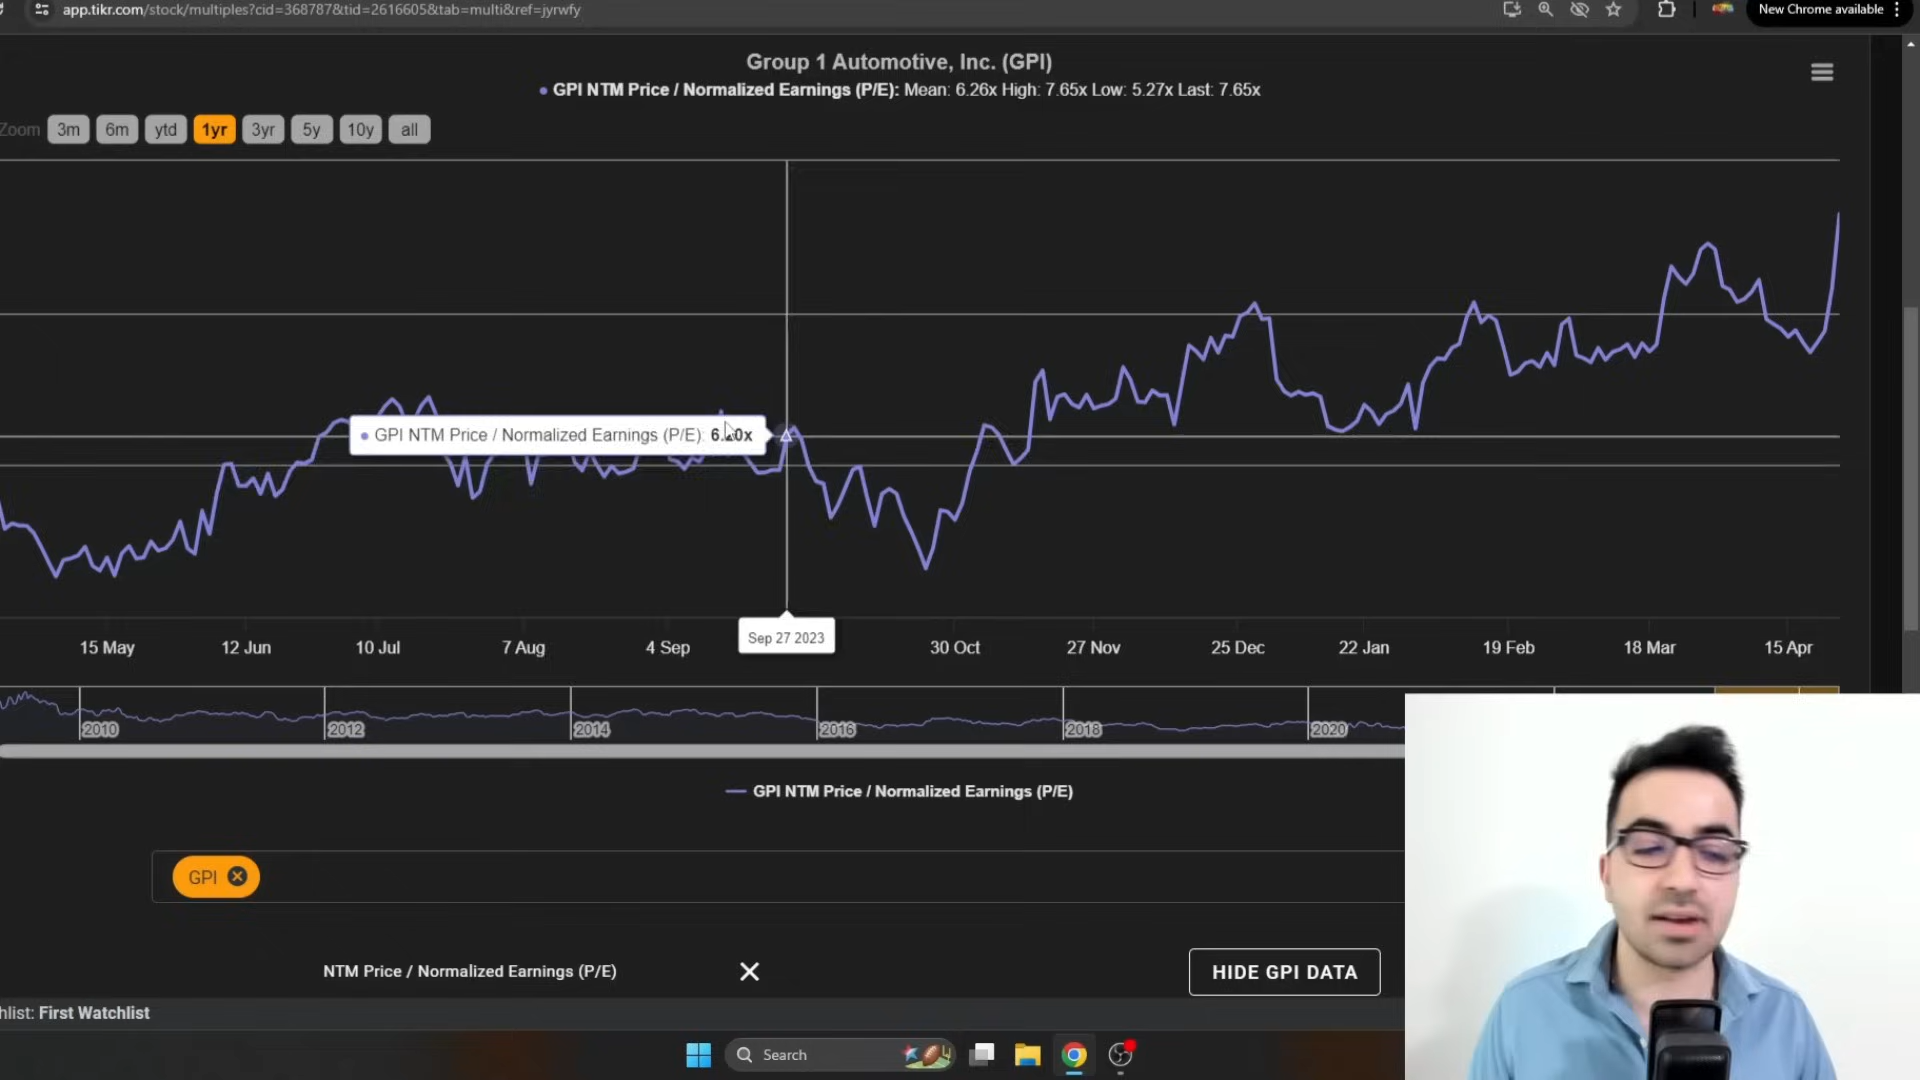 app.tikr.com/stock/multiples?cid=368787&tid=2616605&tab=multi&ref=jyrwfy
New Chrome available
Group 1 Automotive, Inc. (GPI)
GPI NTM Price / Normalized Earnings (P/E): Mean: 6.26x High: 7.65x Low: 5.27x Last: 7.65x
Zoom 3m 6m ytd 1yr 3yr 5y 10y all
GPI NTM Price / Normalized Earnings (P/E):
Sep 27 2023
15 May 12 Jun 10 Jul 7 Aug 4 Sep 30 Oct 27 Nov 25 Dec 22 Jan 19 Feb 18 Mar 15 Apr
2010 2012 2014 2016 2018 2020
GPI NTM Price / Normalized Earnings (P/E)
GPI
NTM Price / Normalized Earnings (P/E)
HIDE GPI DATA
hlist: First Watchlist
Search